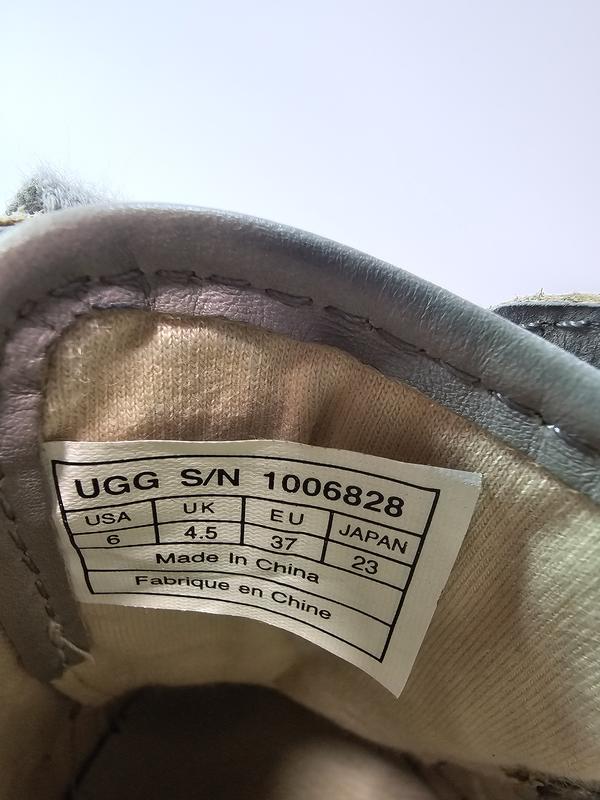 UGG S/N 1006828
USA UK EU JAPAN
6 4.5 37 23
Made In China
Fabrique en Chine